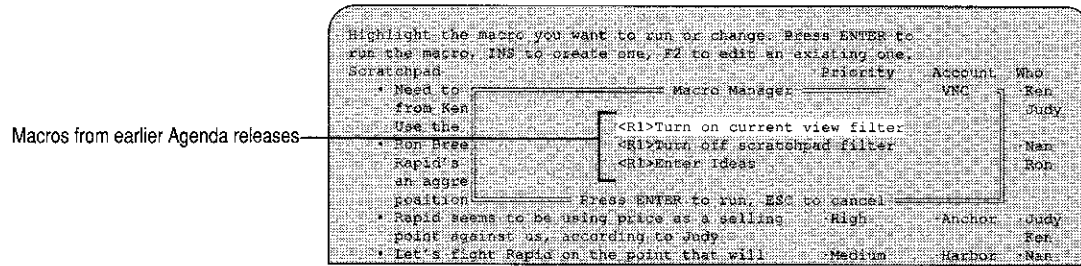 Highlight the macro you want to run or change. Press ENTER to
run the macro, INS to create one, F2 to edit an existing one.
Scratchpad Priority Account Who
• Need to Macro Manager VNC ·Ken
from Ken ·Judy
Use the <R1>Turn on current view filter
Macros from earlier Agenda releases
• Ron Bree <R1>Turn off scratchpad filter ·Nan
Rapid's <R1>Enter Ideas Ron
an aggre
position Press ENTER to run, ESC to cancel
• Rapid seems to be using price as a selling ·High ·Anchor ·Judy
point against us, according to Judy Ken
• Let's fight Rapid on the point that will ·Medium ·Harbor ·Nan